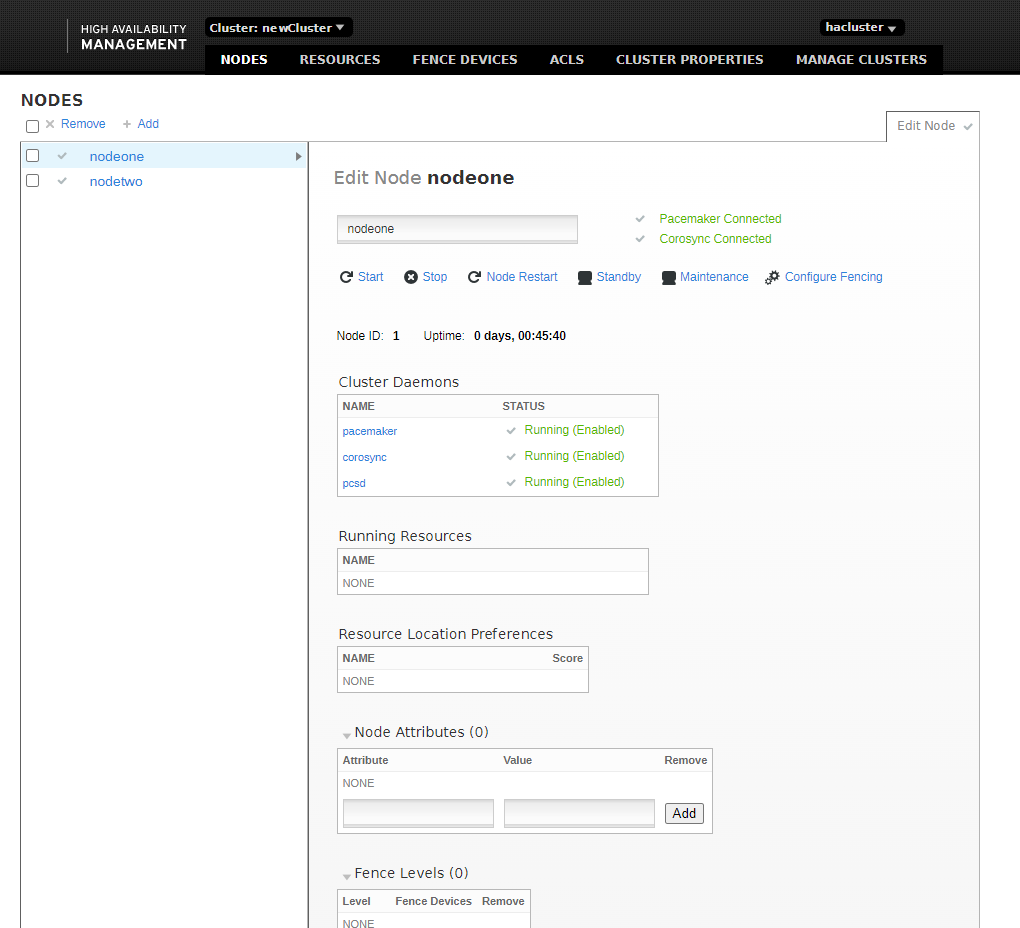 HIGH AVAILABILITY
MANAGEMENT
Cluster: newCluster
hacluster
NODES RESOURCES FENCE DEVICES ACLS CLUSTER PROPERTIES MANAGE CLUSTERS
NODES
Remove Add
Edit Node
nodeone
nodetwo
Edit Node nodeone
nodeone
Pacemaker Connected
Corosync Connected
Start Stop Node Restart Standby Maintenance Configure Fencing
Node ID: 1 Uptime: 0 days, 00:45:40
Cluster Daemons
NAME STATUS
pacemaker Running (Enabled)
corosync Running (Enabled)
pcsd Running (Enabled)
Running Resources
NAME
NONE
Resource Location Preferences
NAME Score
NONE
Node Attributes (0)
Attribute Value Remove
NONE
Add
Fence Levels (0)
Level Fence Devices Remove
NONE